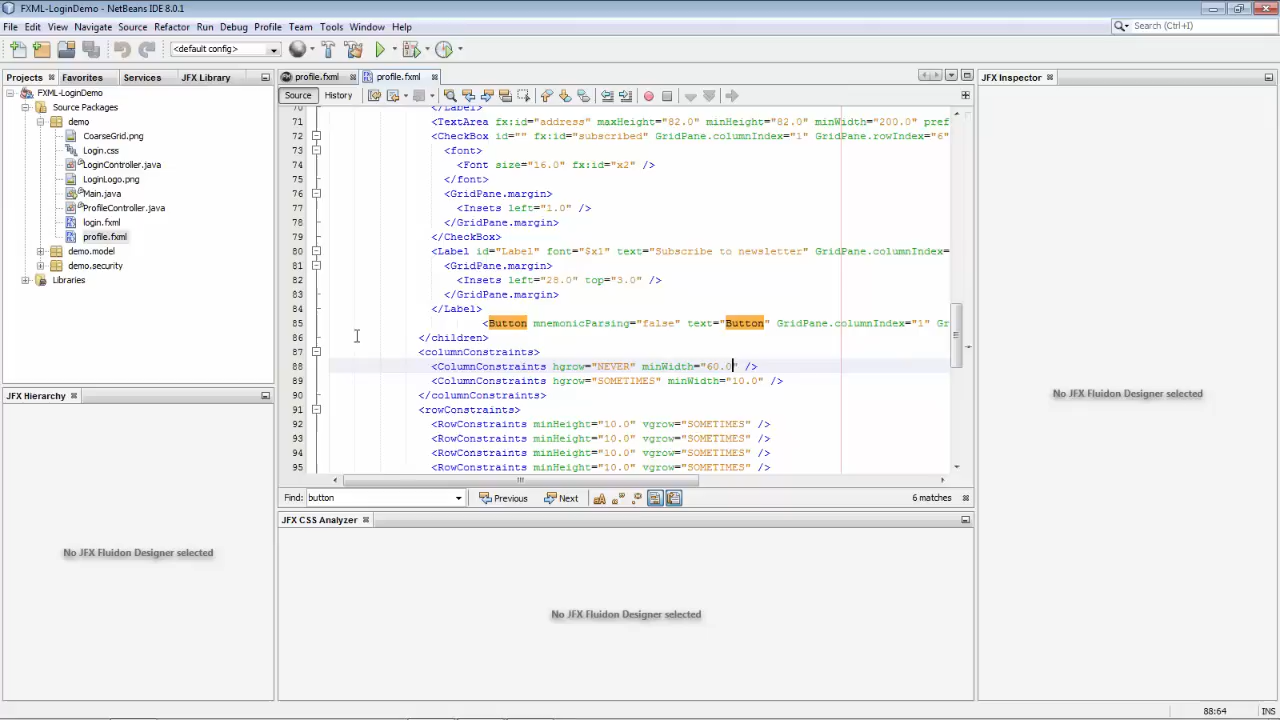 FXML-LoginDemo - NetBeans IDE 8.0.1
File Edit View Navigate Source Refactor Run Debug Profile Team Tools Window Help
Search (Ctrl+I)
<default config>
Projects Favorites Services JFX Library
profile.fxml profile.fxml
JFX Inspector
Source History
FXML-LoginDemo
Source Packages
demo
CoarseGrid.png
Login.css
LoginController.java
LoginLogo.png
Main.java
ProfileController.java
login.fxml
profile.fxml
demo.model
demo.security
Libraries
70 </Label>
71 <TextArea fx:id="address" maxHeight="82.0" minHeight="82.0" minWidth="200.0" pref
72 <CheckBox id="" fx:id="subscribed" GridPane.columnIndex="1" GridPane.rowIndex="6"
73 <font>
74 <Font size="16.0" fx:id="x2" />
75 </font>
76 <GridPane.margin>
77 <Insets left="1.0" />
78 </GridPane.margin>
79 </CheckBox>
80 <Label id="Label" font="$x1" text="Subscribe to newsletter" GridPane.columnIndex=
81 <GridPane.margin>
82 <Insets left="28.0" top="3.0" />
83 </GridPane.margin>
84 </Label>
85 <Button mnemonicParsing="false" text="Button" GridPane.columnIndex="1" Gr
86 </children>
87 <columnConstraints>
88 <ColumnConstraints hgrow="NEVER" minWidth="60.0" />
89 <ColumnConstraints hgrow="SOMETIMES" minWidth="10.0" />
90 </columnConstraints>
91 <rowConstraints>
92 <RowConstraints minHeight="10.0" vgrow="SOMETIMES" />
93 <RowConstraints minHeight="10.0" vgrow="SOMETIMES" />
94 <RowConstraints minHeight="10.0" vgrow="SOMETIMES" />
95 <RowConstraints minHeight="10.0" vgrow="SOMETIMES" />
Find: button Previous Next 6 matches
JFX Hierarchy
No JFX Fluidon Designer selected
JFX CSS Analyzer
No JFX Fluidon Designer selected
No JFX Fluidon Designer selected
88:64 INS